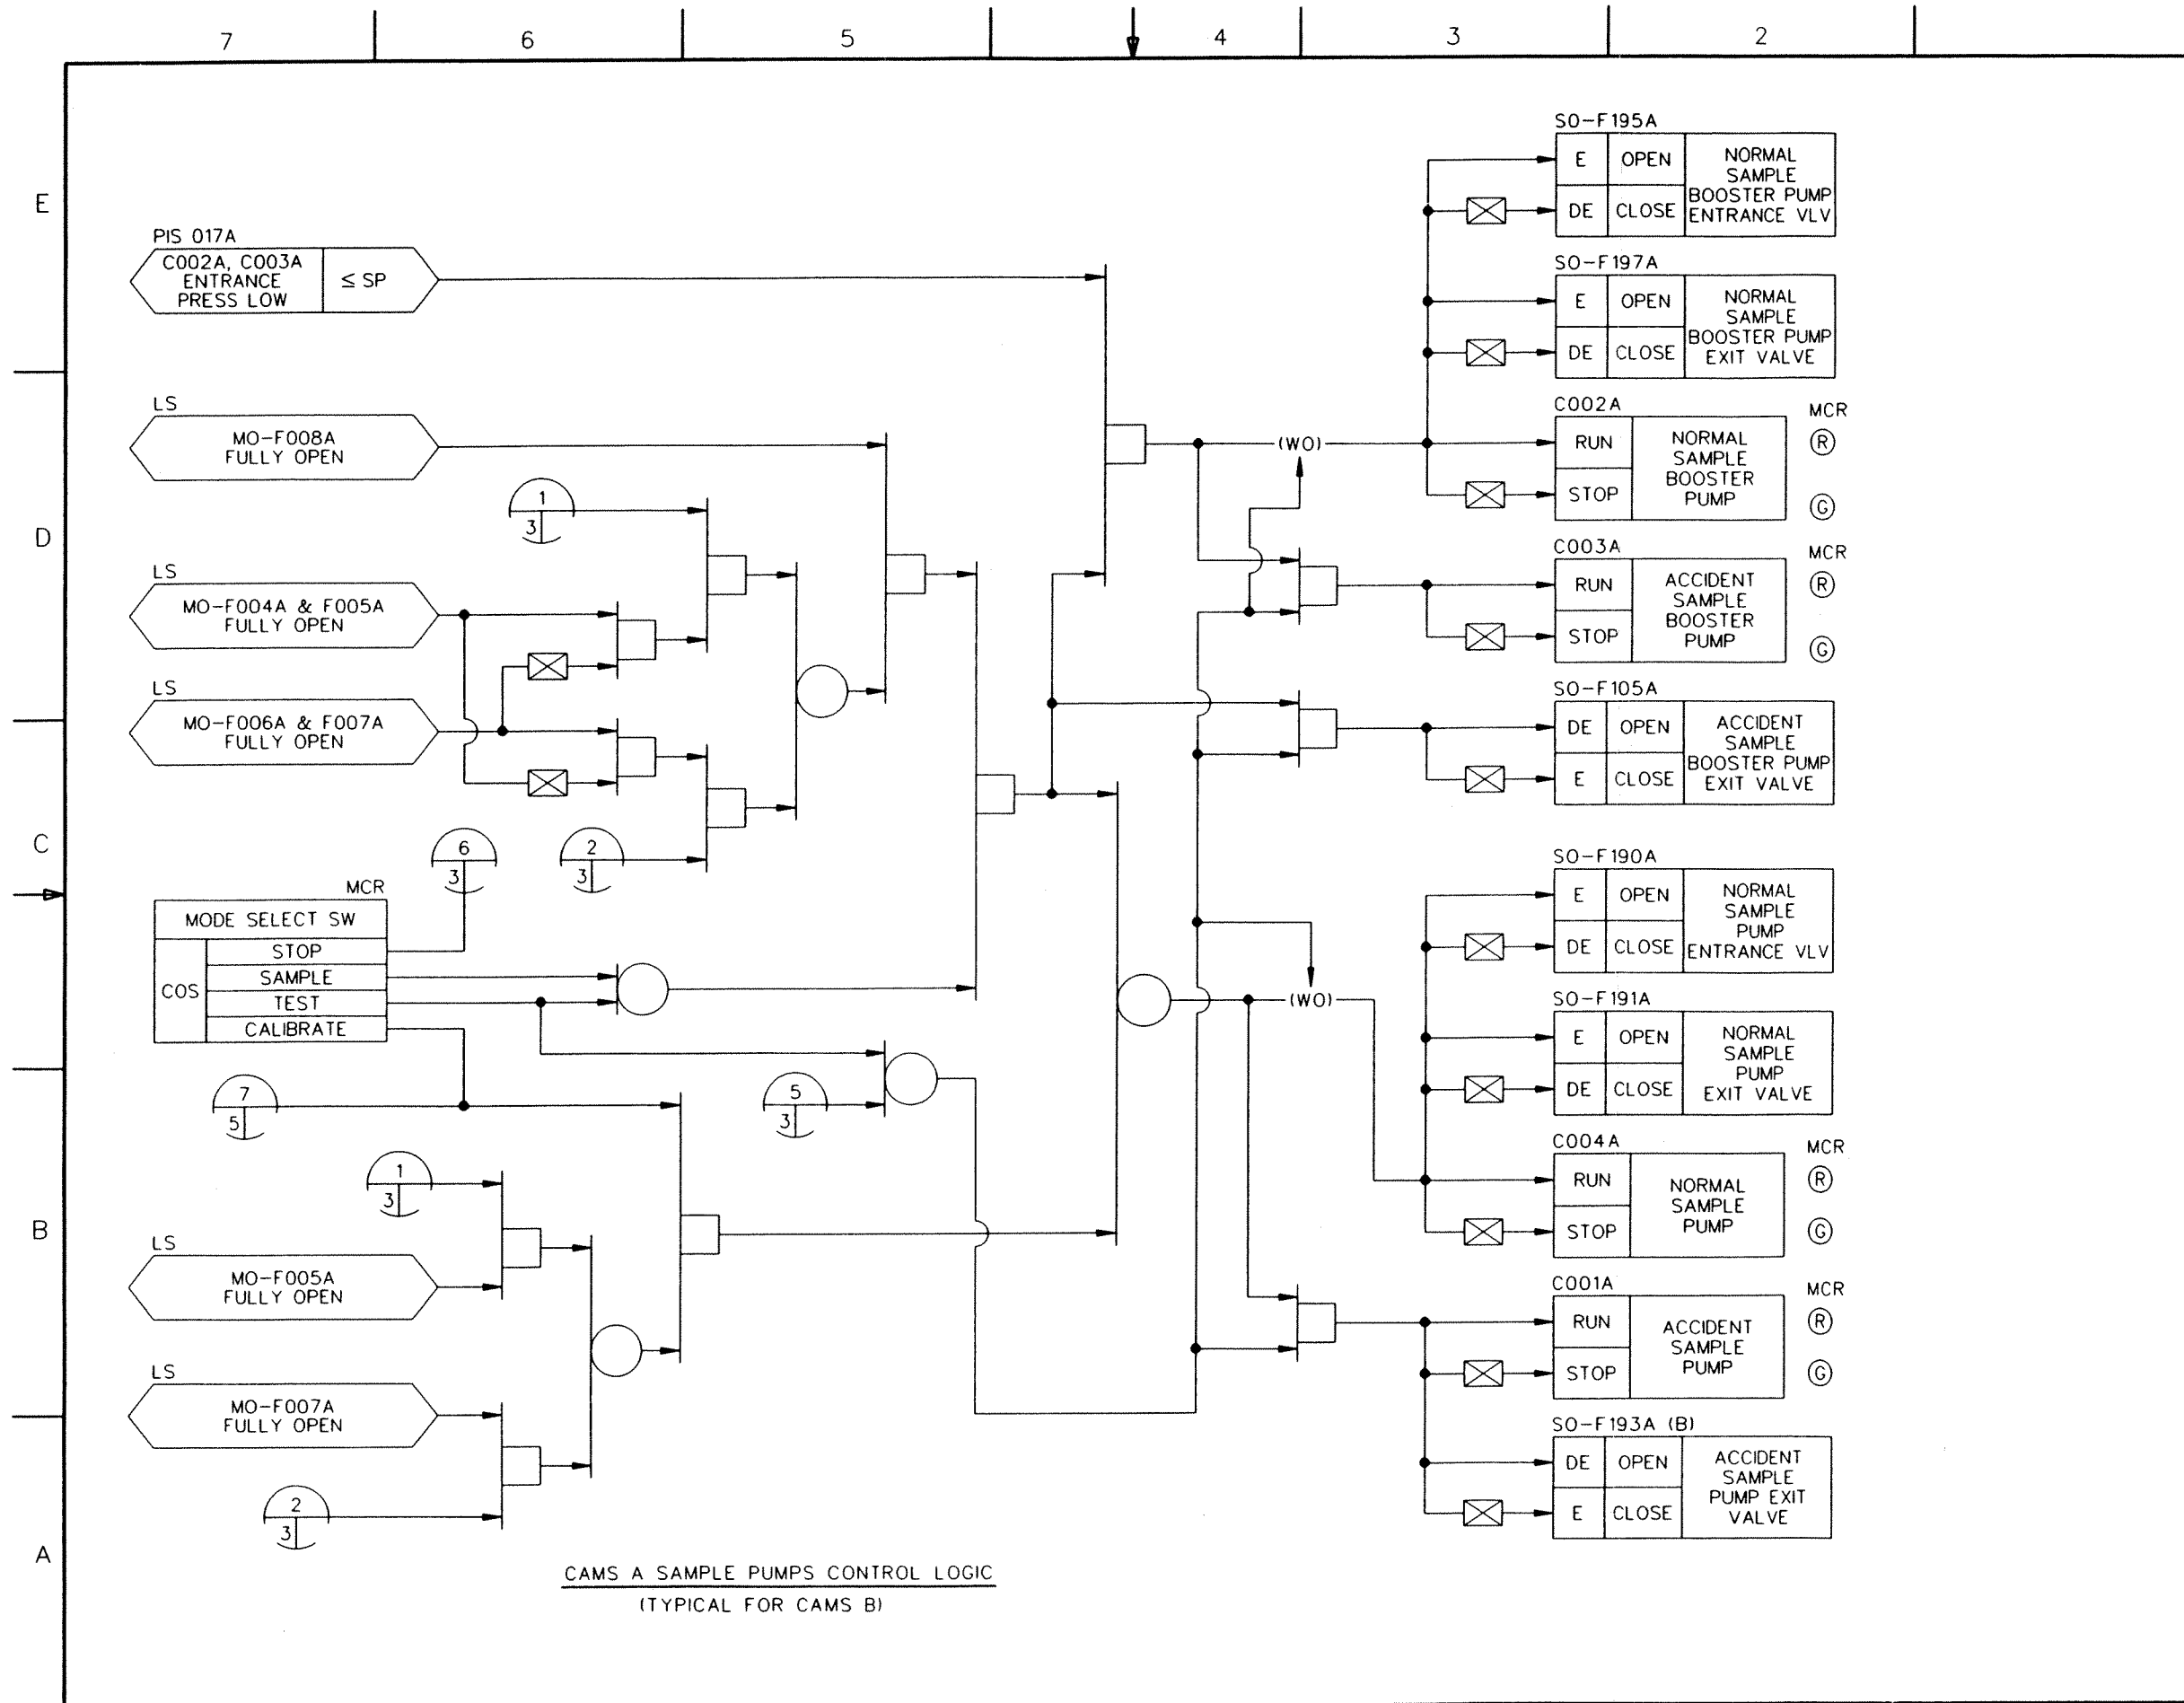 7 6 5 4 3 2
E
D
C
B
A
PIS 017A
C002A, C003A
ENTRANCE
PRESS LOW
≤ SP
LS
MO-F008A
FULLY OPEN
1
3
LS
MO-F004A & F005A
FULLY OPEN
LS
MO-F006A & F007A
FULLY OPEN
6
3
2
3
MCR
MODE SELECT SW
COS
STOP
SAMPLE
TEST
CALIBRATE
7
5
5
3
1
3
LS
MO-F005A
FULLY OPEN
LS
MO-F007A
FULLY OPEN
2
3
(WO)
(WO)
SO-F195A
E OPEN
DE CLOSE
NORMAL
SAMPLE
BOOSTER PUMP
ENTRANCE VLV
SO-F197A
E OPEN
DE CLOSE
NORMAL
SAMPLE
BOOSTER PUMP
EXIT VALVE
C002A
RUN
STOP
NORMAL
SAMPLE
BOOSTER
PUMP
MCR
R
G
C003A
RUN
STOP
ACCIDENT
SAMPLE
BOOSTER
PUMP
MCR
R
G
SO-F105A
DE OPEN
E CLOSE
ACCIDENT
SAMPLE
BOOSTER PUMP
EXIT VALVE
SO-F190A
E OPEN
DE CLOSE
NORMAL
SAMPLE
PUMP
ENTRANCE VLV
SO-F191A
E OPEN
DE CLOSE
NORMAL
SAMPLE
PUMP
EXIT VALVE
C004A
RUN
STOP
NORMAL
SAMPLE
PUMP
MCR
R
G
C001A
RUN
STOP
ACCIDENT
SAMPLE
PUMP
MCR
R
G
SO-F193A (B)
DE OPEN
E CLOSE
ACCIDENT
SAMPLE
PUMP EXIT
VALVE
CAMS A SAMPLE PUMPS CONTROL LOGIC
(TYPICAL FOR CAMS B)